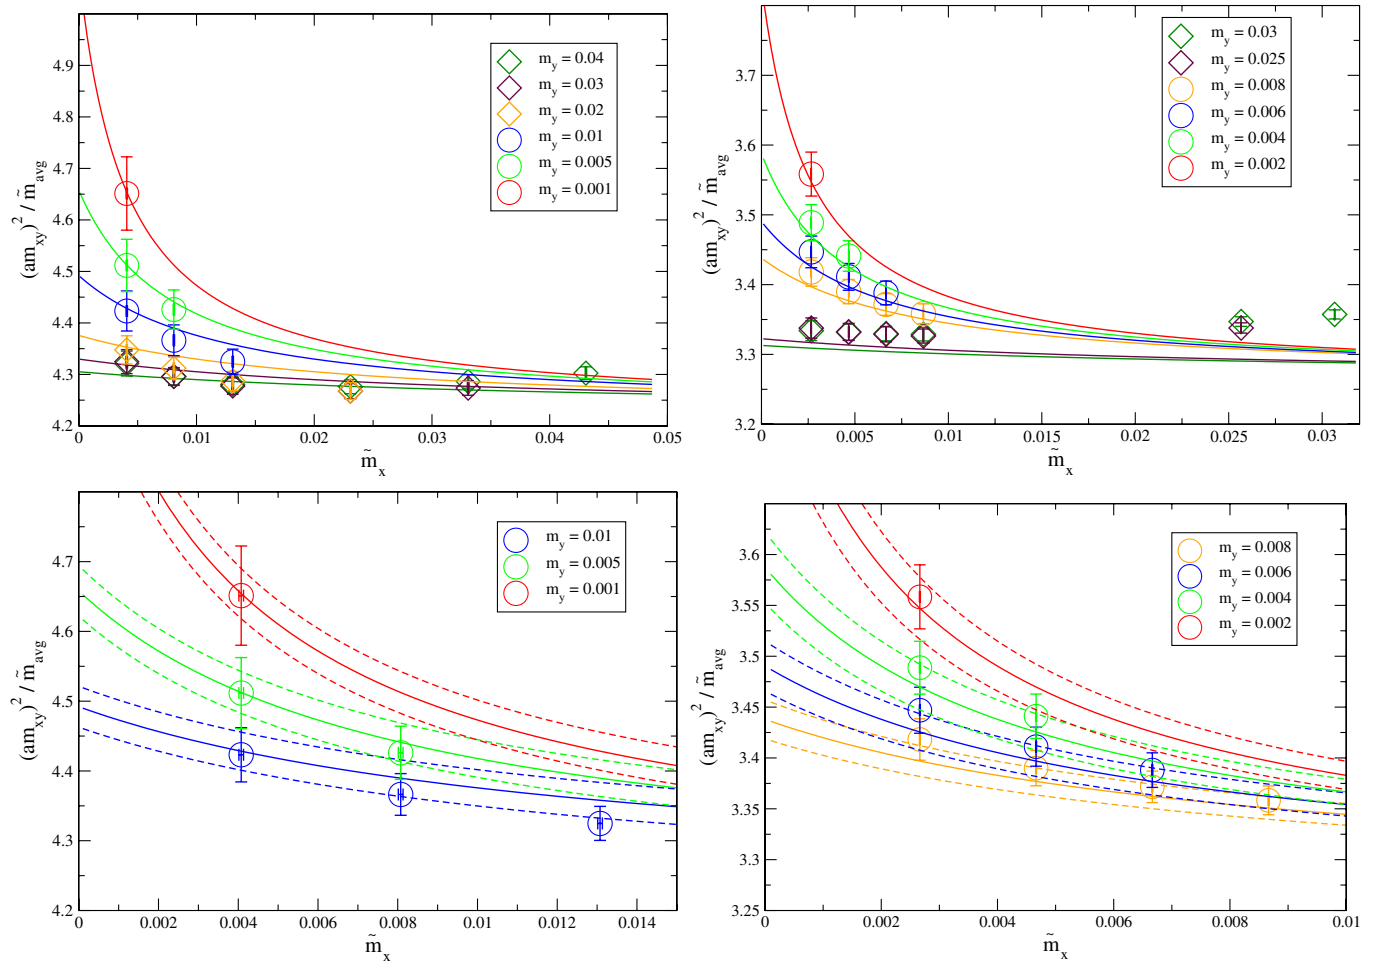 4.9
4.8
4.7
4.6
4.5
4.4
4.3
4.2
0
0.01
0.02
0.03
0.04
0.05
(am_xy)^2 / m̃_avg
m̃_x
m_y = 0.04
m_y = 0.03
m_y = 0.02
m_y = 0.01
m_y = 0.005
m_y = 0.001
3.7
3.6
3.5
3.4
3.3
3.2
0
0.005
0.01
0.015
0.02
0.025
0.03
(am_xy)^2 / m̃_avg
m̃_x
m_y = 0.03
m_y = 0.025
m_y = 0.008
m_y = 0.006
m_y = 0.004
m_y = 0.002
4.7
4.6
4.5
4.4
4.3
4.2
0
0.002
0.004
0.006
0.008
0.01
0.012
0.014
(am_xy)^2 / m̃_avg
m̃_x
m_y = 0.01
m_y = 0.005
m_y = 0.001
3.6
3.55
3.5
3.45
3.4
3.35
3.3
3.25
0
0.002
0.004
0.006
0.008
0.01
(am_xy)^2 / m̃_avg
m̃_x
m_y = 0.008
m_y = 0.006
m_y = 0.004
m_y = 0.002